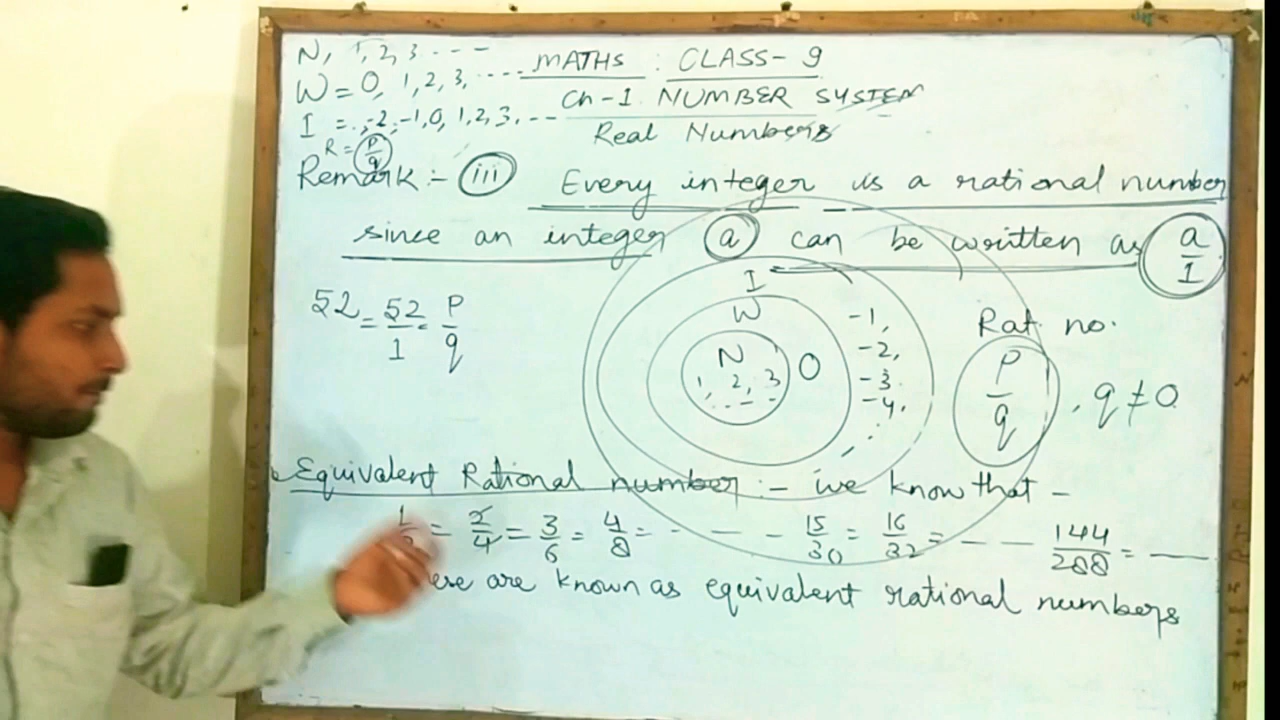 N, 1, 2, 3 - - -
W = 0, 1, 2, 3, - - - -
I = . , -2, -1, 0, 1, 2, 3, - - -
R = p/q
MATHS : CLASS- 9
Ch-1. NUMBER SYSTEM
Real Numbers
Remark :- (iii) Every integer is a rational number
since an integer (a) can be written as a/1
52 = 52/1 = P/q
I
W
N
1, 2, 3
- - - -
0
-1,
-2,
-3.
-4,
Rat. no.
P/q , q ≠ 0
Equivalent Rational number :- we know that -
1/ = 2/4 = 3/6 = 4/8 = - - - - 15/30 = 16/32 = - - - 144/288 = ---
are known as equivalent rational numbers